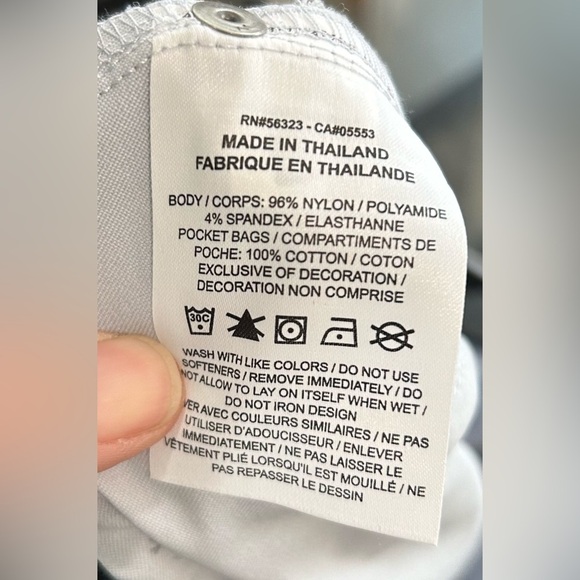 RN#56323 - CA#05553
MADE IN THAILAND
FABRIQUE EN THAILANDE
BODY / CORPS: 96% NYLON / POLYAMIDE
4% SPANDEX / ELASTHANNE
POCKET BAGS / COMPARTIMENTS DE
POCHE: 100% COTTON / COTON
EXCLUSIVE OF DECORATION /
DECORATION NON COMPRISE
30C
WASH WITH LIKE COLORS / DO NOT USE
SOFTENERS / REMOVE IMMEDIATELY / DO
NOT ALLOW TO LAY ON ITSELF WHEN WET /
DO NOT IRON DESIGN
AVEC COULEURS SIMILAIRES / NE PAS
UTILISER D'ADOUCISSEUR / ENLEVER
IMMEDIATEMENT / NE PAS LAISSER LE
VÊTEMENT PLIÉ LORSQU'IL EST MOUILLÉ / NE
PAS REPASSER LE DESSIN